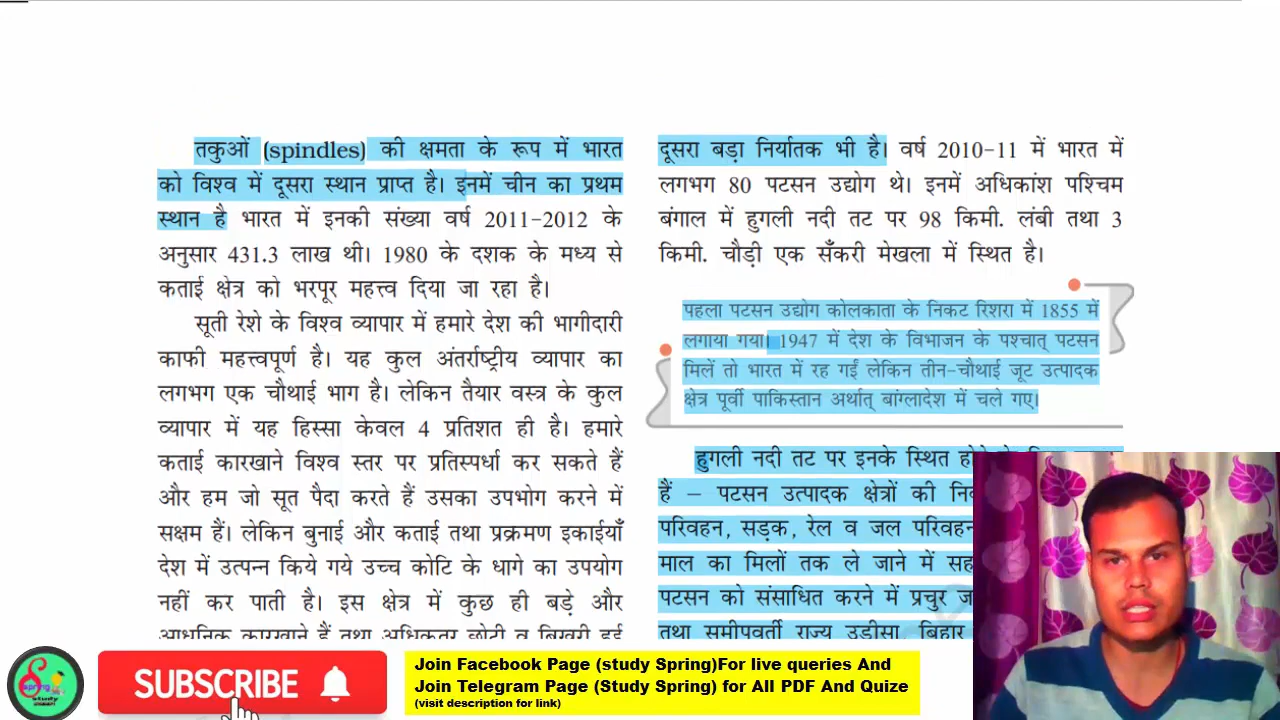 तकुओं (spindles) की क्षमता के रूप में भारत
को विश्व में दूसरा स्थान प्राप्त है। इनमें चीन का प्रथम
स्थान है भारत में इनकी संख्या वर्ष 2011-2012 के
अनुसार 431.3 लाख थी। 1980 के दशक के मध्य से
कताई क्षेत्र को भरपूर महत्त्व दिया जा रहा है।
सूती रेशे के विश्व व्यापार में हमारे देश की भागीदारी
काफी महत्त्वपूर्ण है। यह कुल अंतर्राष्ट्रीय व्यापार का
लगभग एक चौथाई भाग है। लेकिन तैयार वस्त्र के कुल
व्यापार में यह हिस्सा केवल 4 प्रतिशत ही है। हमारे
कताई कारखाने विश्व स्तर पर प्रतिस्पर्धा कर सकते हैं
और हम जो सूत पैदा करते हैं उसका उपभोग करने में
सक्षम हैं। लेकिन बुनाई और कताई तथा प्रक्रमण इकाईयाँ
देश में उत्पन्न किये गये उच्च कोटि के धागे का उपयोग
नहीं कर पाती है। इस क्षेत्र में कुछ ही बड़े और
आधुनिक कारखाने हैं तथा अधिकतर छोटी व बिखरी हुई
दूसरा बड़ा निर्यातक भी है। वर्ष 2010-11 में भारत में
लगभग 80 पटसन उद्योग थे। इनमें अधिकांश पश्चिम
बंगाल में हुगली नदी तट पर 98 किमी. लंबी तथा 3
किमी. चौड़ी एक सँकरी मेखला में स्थित है।
पहला पटसन उद्योग कोलकाता के निकट रिशरा में 1855 में
लगाया गया। 1947 में देश के विभाजन के पश्चात् पटसन
मिलें तो भारत में रह गईं लेकिन तीन-चौथाई जूट उत्पादक
क्षेत्र पूर्वी पाकिस्तान अर्थात् बांग्लादेश में चले गए।
हुगली नदी तट पर इनके स्थित
हैं – पटसन उत्पादक क्षेत्रों की
परिवहन, सड़क, रेल व जल परिवहन
माल का मिलों तक ले जाने में
पटसन को संसाधित करने में प्रचुर
तथा समीपवर्ती राज्य उड़ीसा, बिहार
SUBSCRIBE
Join Facebook Page (study Spring)For live queries And
Join Telegram Page (Study Spring) for All PDF And Quize
(visit description for link)